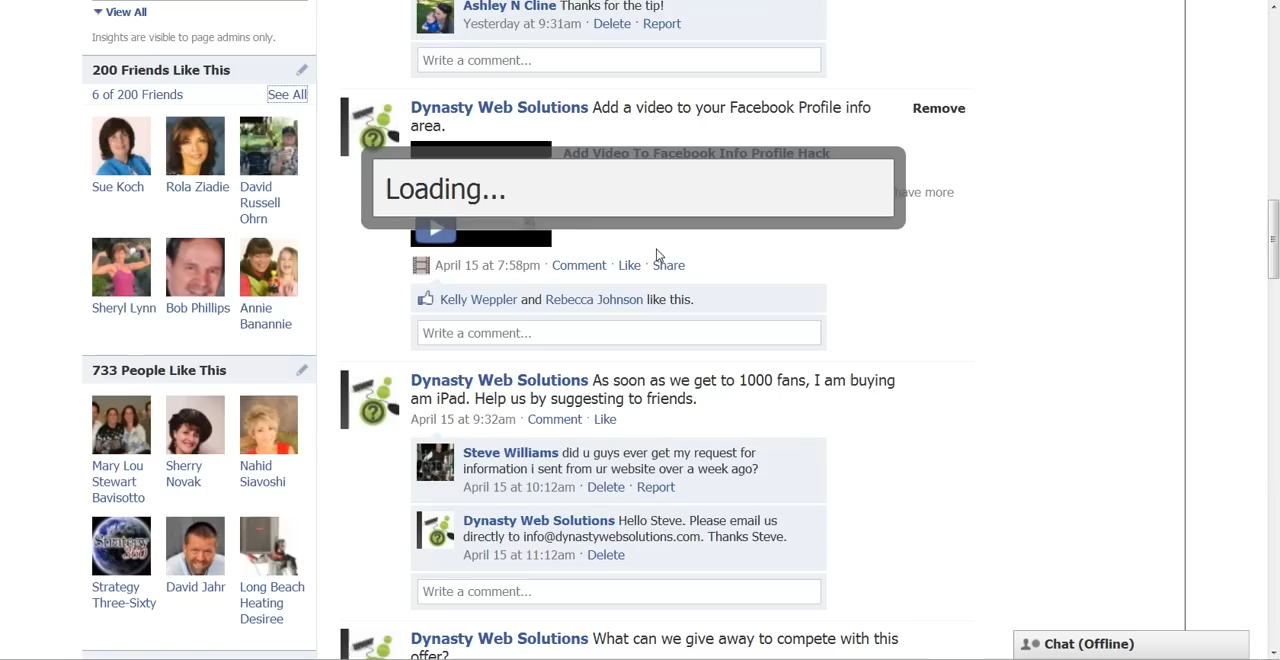 View All
Insights are visible to page admins only.
200 Friends Like This
6 of 200 Friends
See All
Sue Koch
Rola Ziadie
David
Russell
Ohrn
Sheryl Lynn
Bob Phillips
Annie
Banannie
733 People Like This
Mary Lou
Stewart
Bavisotto
Sherry
Novak
Nahid
Siavoshi
Strategy
Three-Sixty
David Jahr
Long Beach
Heating
Desiree
Ashley N Cline Thanks for the tip!
Yesterday at 9:31am · Delete · Report
Write a comment...
Dynasty Web Solutions Add a video to your Facebook Profile info
area.
Remove
Add Video To Facebook Info Profile Hack
Loading...
have more
April 15 at 7:58pm · Comment · Like · Share
Kelly Weppler and Rebecca Johnson like this.
Write a comment...
Dynasty Web Solutions As soon as we get to 1000 fans, I am buying
am iPad. Help us by suggesting to friends.
April 15 at 9:32am · Comment · Like
Steve Williams did u guys ever get my request for
information i sent from ur website over a week ago?
April 15 at 10:12am · Delete · Report
Dynasty Web Solutions Hello Steve. Please email us
directly to info@dynastywebsolutions.com. Thanks Steve.
April 15 at 11:12am · Delete
Write a comment...
Dynasty Web Solutions What can we give away to compete with this
offer?
Chat (Offline)